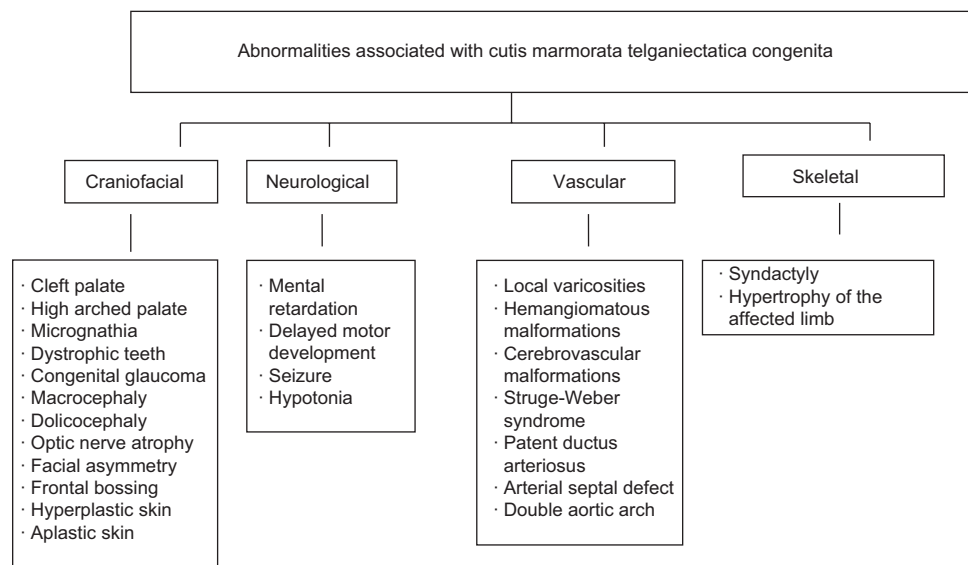 Abnormalities associated with cutis marmorata telganiectatica congenita
Craniofacial
· Cleft palate
· High arched palate
· Micrognathia
· Dystrophic teeth
· Congenital glaucoma
· Macrocephaly
· Dolicocephaly
· Optic nerve atrophy
· Facial asymmetry
· Frontal bossing
· Hyperplastic skin
· Aplastic skin
Neurological
· Mental
retardation
· Delayed motor
development
· Seizure
· Hypotonia
Vascular
· Local varicosities
· Hemangiomatous
malformations
· Cerebrovascular
malformations
· Struge-Weber
syndrome
· Patent ductus
arteriosus
· Arterial septal defect
· Double aortic arch
Skeletal
· Syndactyly
· Hypertrophy of the
affected limb